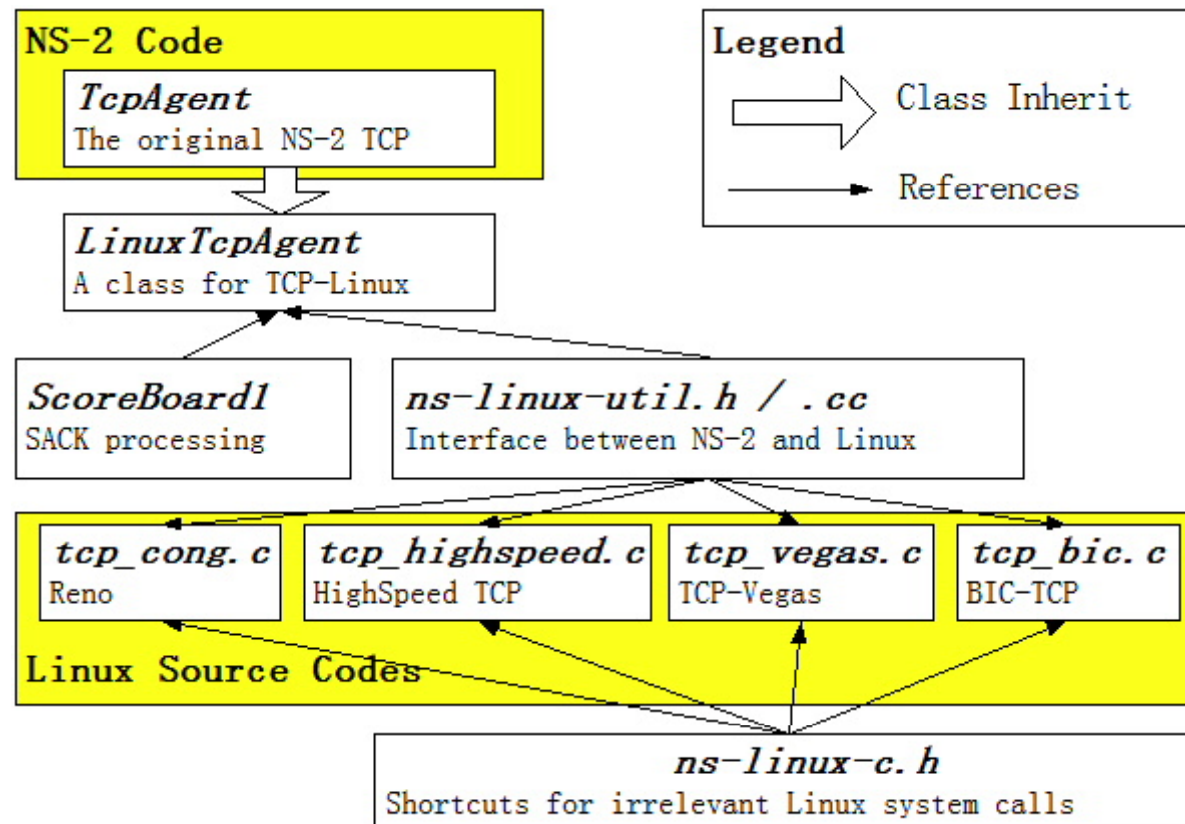 NS-2 Code
TcpAgent
The original NS-2 TCP
Legend
Class Inherit
References
LinuxTcpAgent
A class for TCP-Linux
ScoreBoard1
SACK processing
ns-linux-util.h / .cc
Interface between NS-2 and Linux
tcp_cong.c
Reno
tcp_highspeed.c
HighSpeed TCP
tcp_vegas.c
TCP-Vegas
tcp_bic.c
BIC-TCP
Linux Source Codes
ns-linux-c.h
Shortcuts for irrelevant Linux system calls